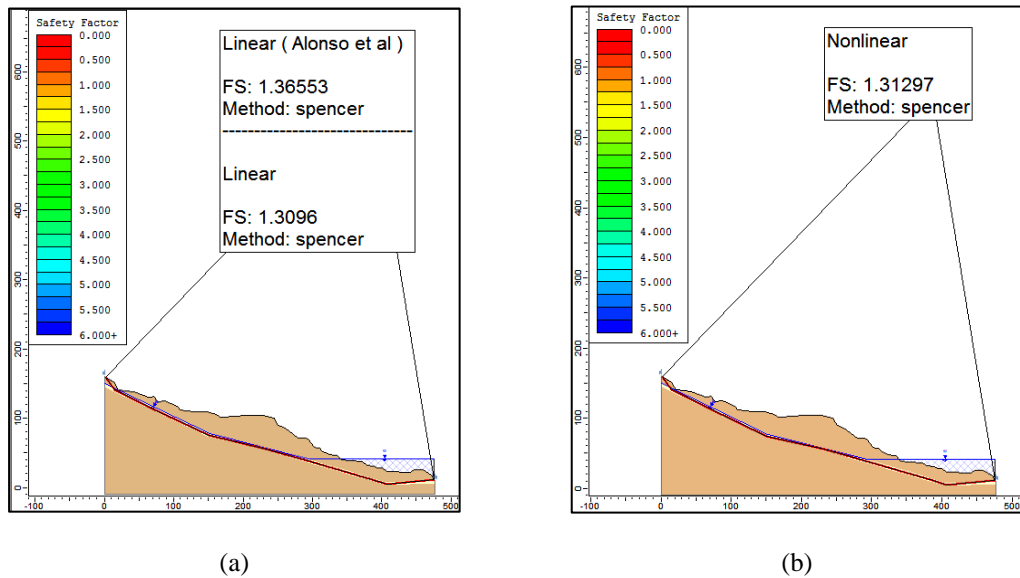 Safety Factor
0.000
0.500
1.000
1.500
2.000
2.500
3.000
3.500
4.000
4.500
5.000
5.500
6.000+
Linear ( Alonso et al )
FS: 1.36553
Method: spencer
------------------------------
Linear
FS: 1.3096
Method: spencer
600
500
400
300
200
100
0
-100 0 100 200 300 400 500
(a)
Safety Factor
0.000
0.500
1.000
1.500
2.000
2.500
3.000
3.500
4.000
4.500
5.000
5.500
6.000+
Nonlinear
FS: 1.31297
Method: spencer
600
500
400
300
200
100
0
-100 0 100 200 300 400 500
(b)